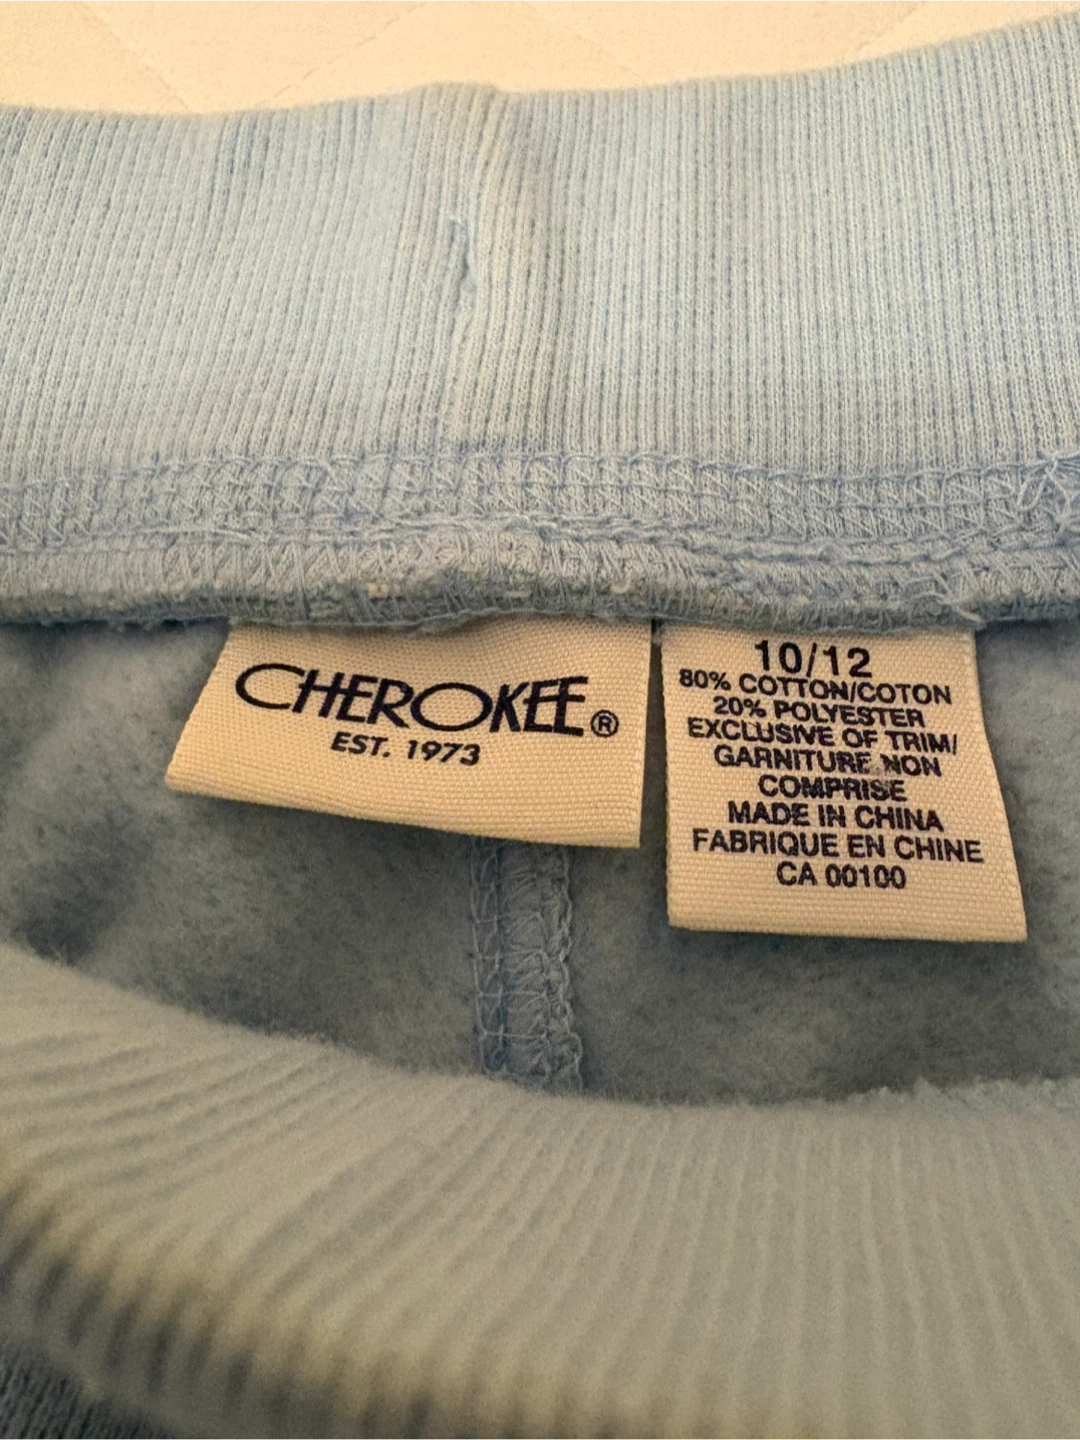 CHEROKEE®
EST. 1973
10/12
80% COTTON/COTON
20% POLYESTER
EXCLUSIVE OF TRIM/
GARNITURE NON
COMPRISE
MADE IN CHINA
FABRIQUE EN CHINE
CA 00100